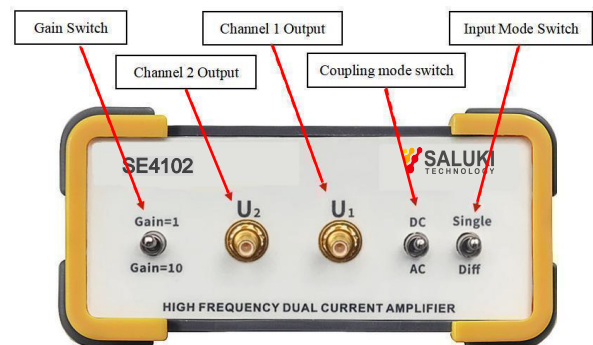 Gain Switch
Channel 1 Output
Input Mode Switch
Channel 2 Output
Coupling mode switch
SE4102
SALUKI
TECHNOLOGY
U2
U1
Gain=1
DC
Single
Gain=10
AC
Diff
HIGH FREQUENCY DUAL CURRENT AMPLIFIER